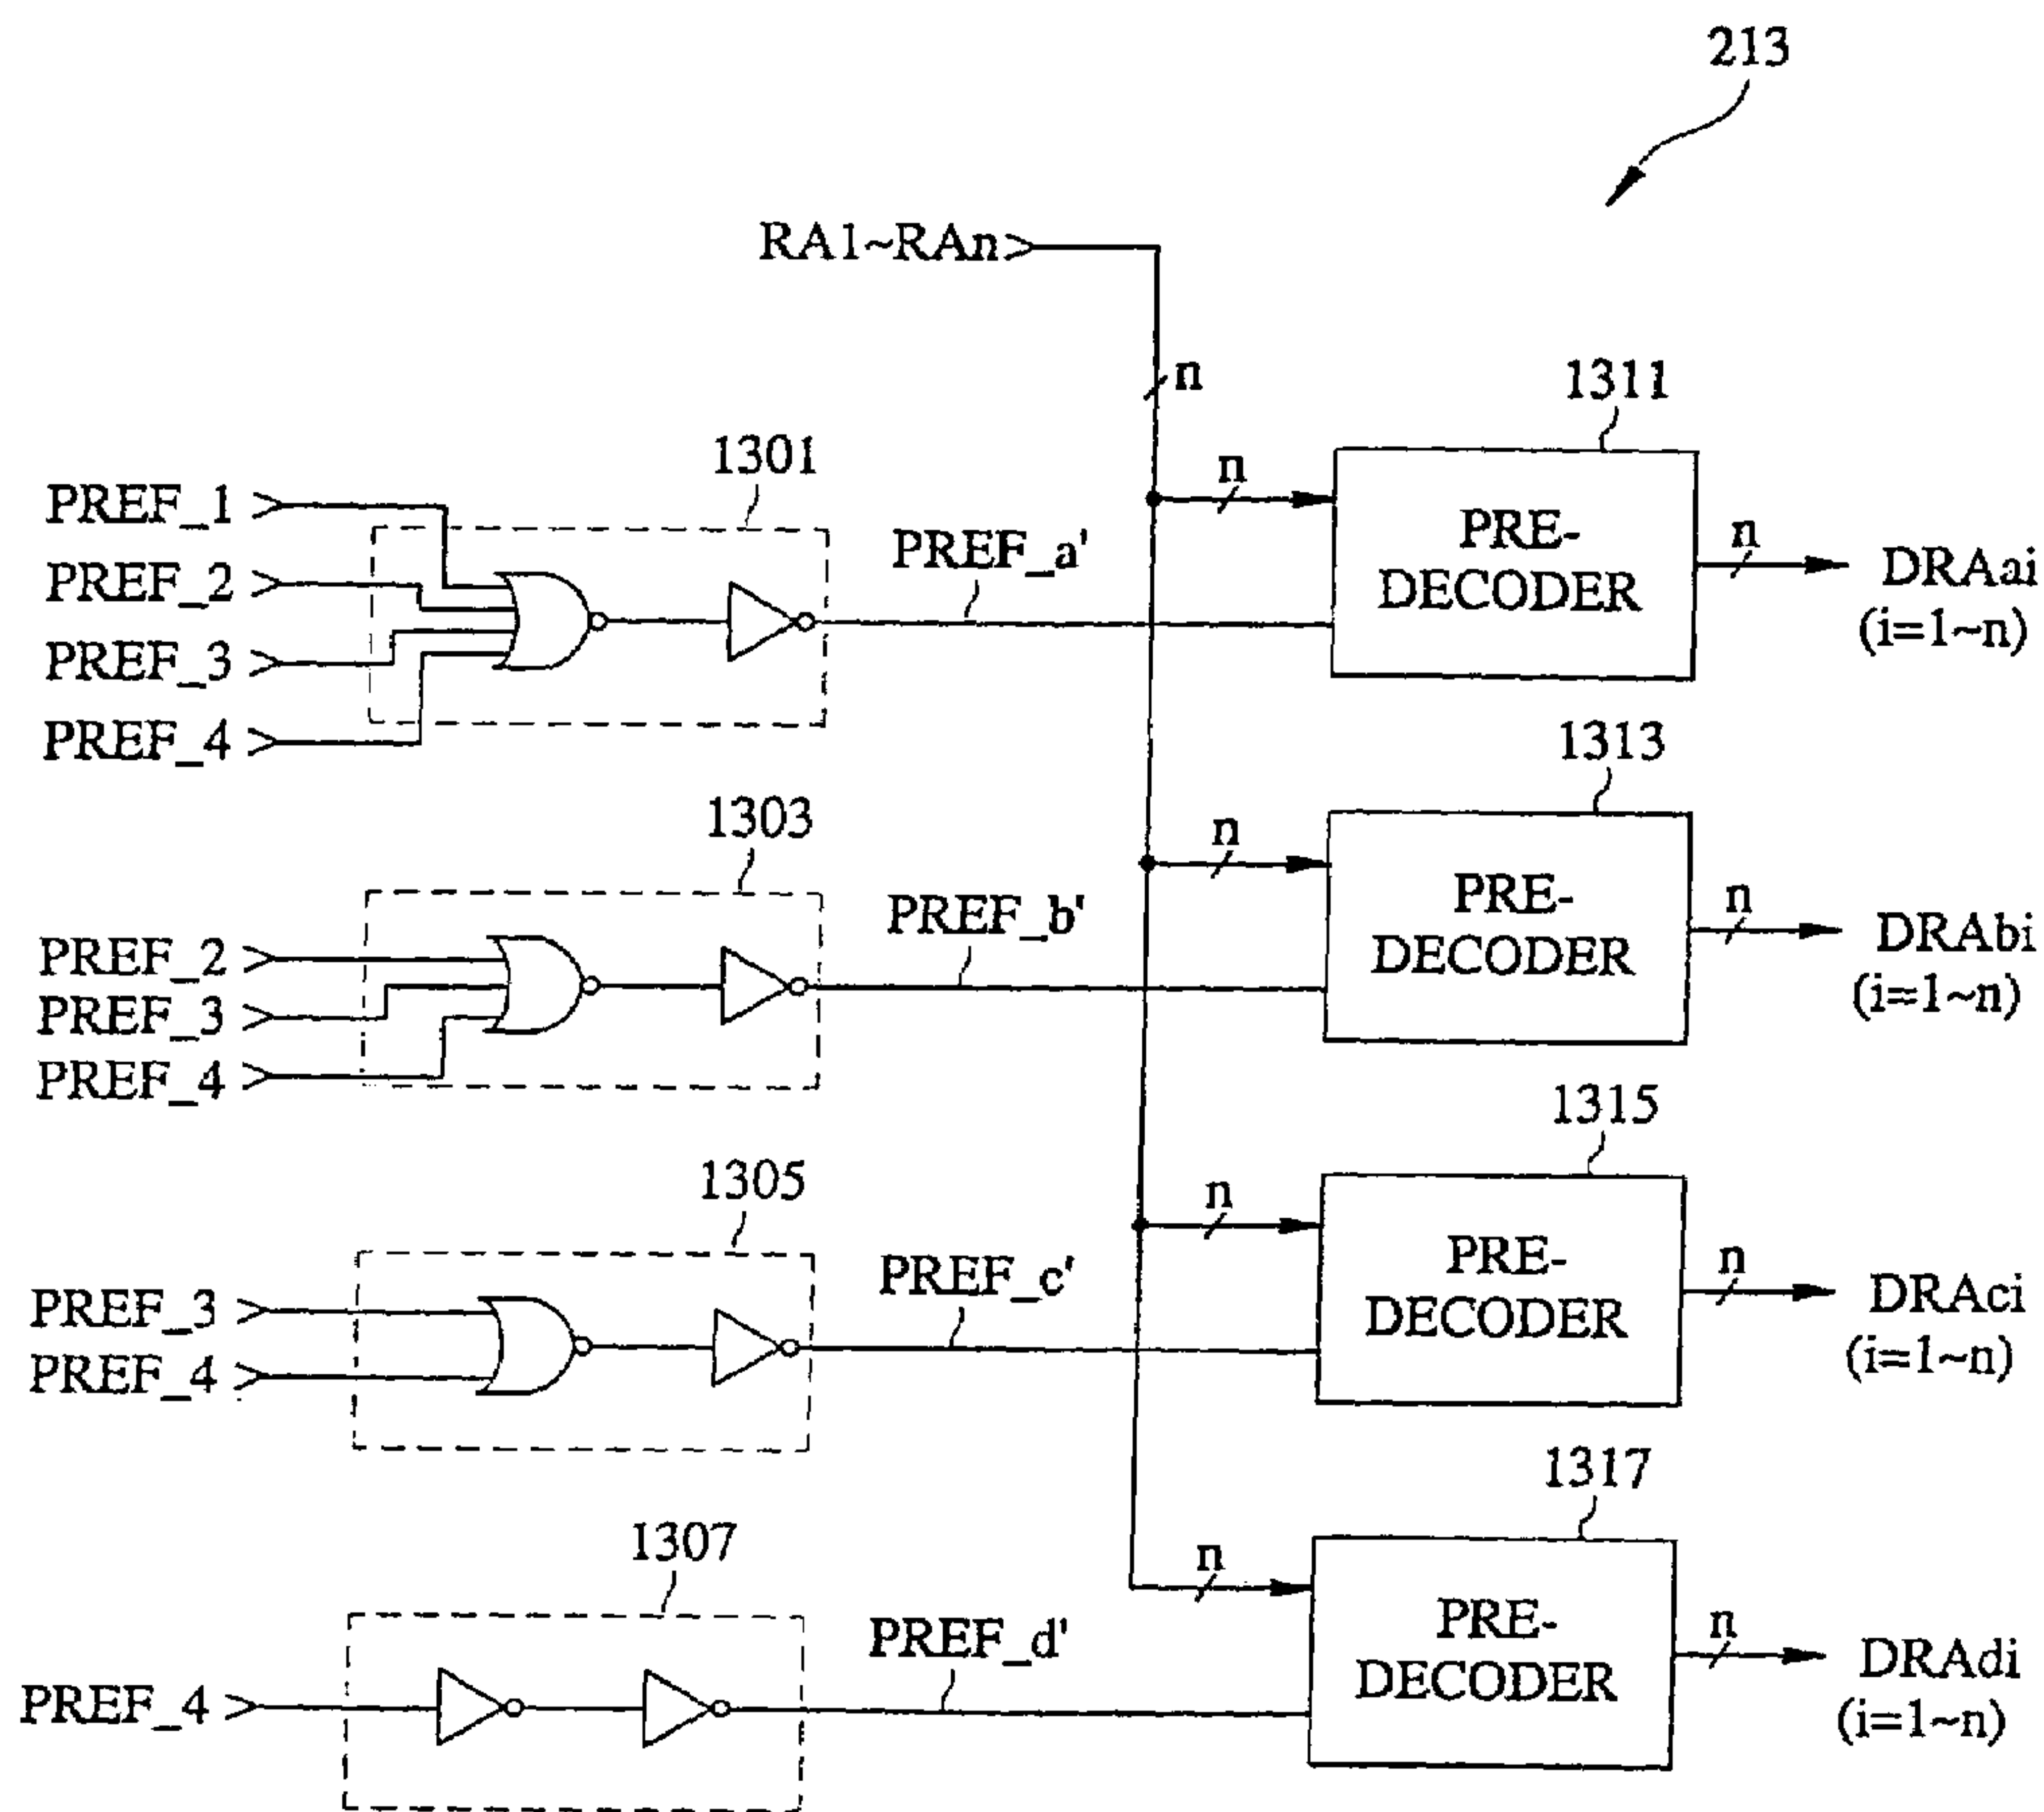 213
RA1~RAn
n
1311
n
PRE-
DECODER
n
DRAai
(i=1~n)
1301
PREF_1
PREF_2
PREF_3
PREF_4
PREF_a'
1313
n
PRE-
DECODER
n
DRAbi
(i=1~n)
1303
PREF_2
PREF_3
PREF_4
PREF_b'
1315
n
PRE-
DECODER
n
DRAci
(i=1~n)
1305
PREF_3
PREF_4
PREF_c'
1317
n
PRE-
DECODER
n
DRAdi
(i=1~n)
1307
PREF_4
PREF_d'